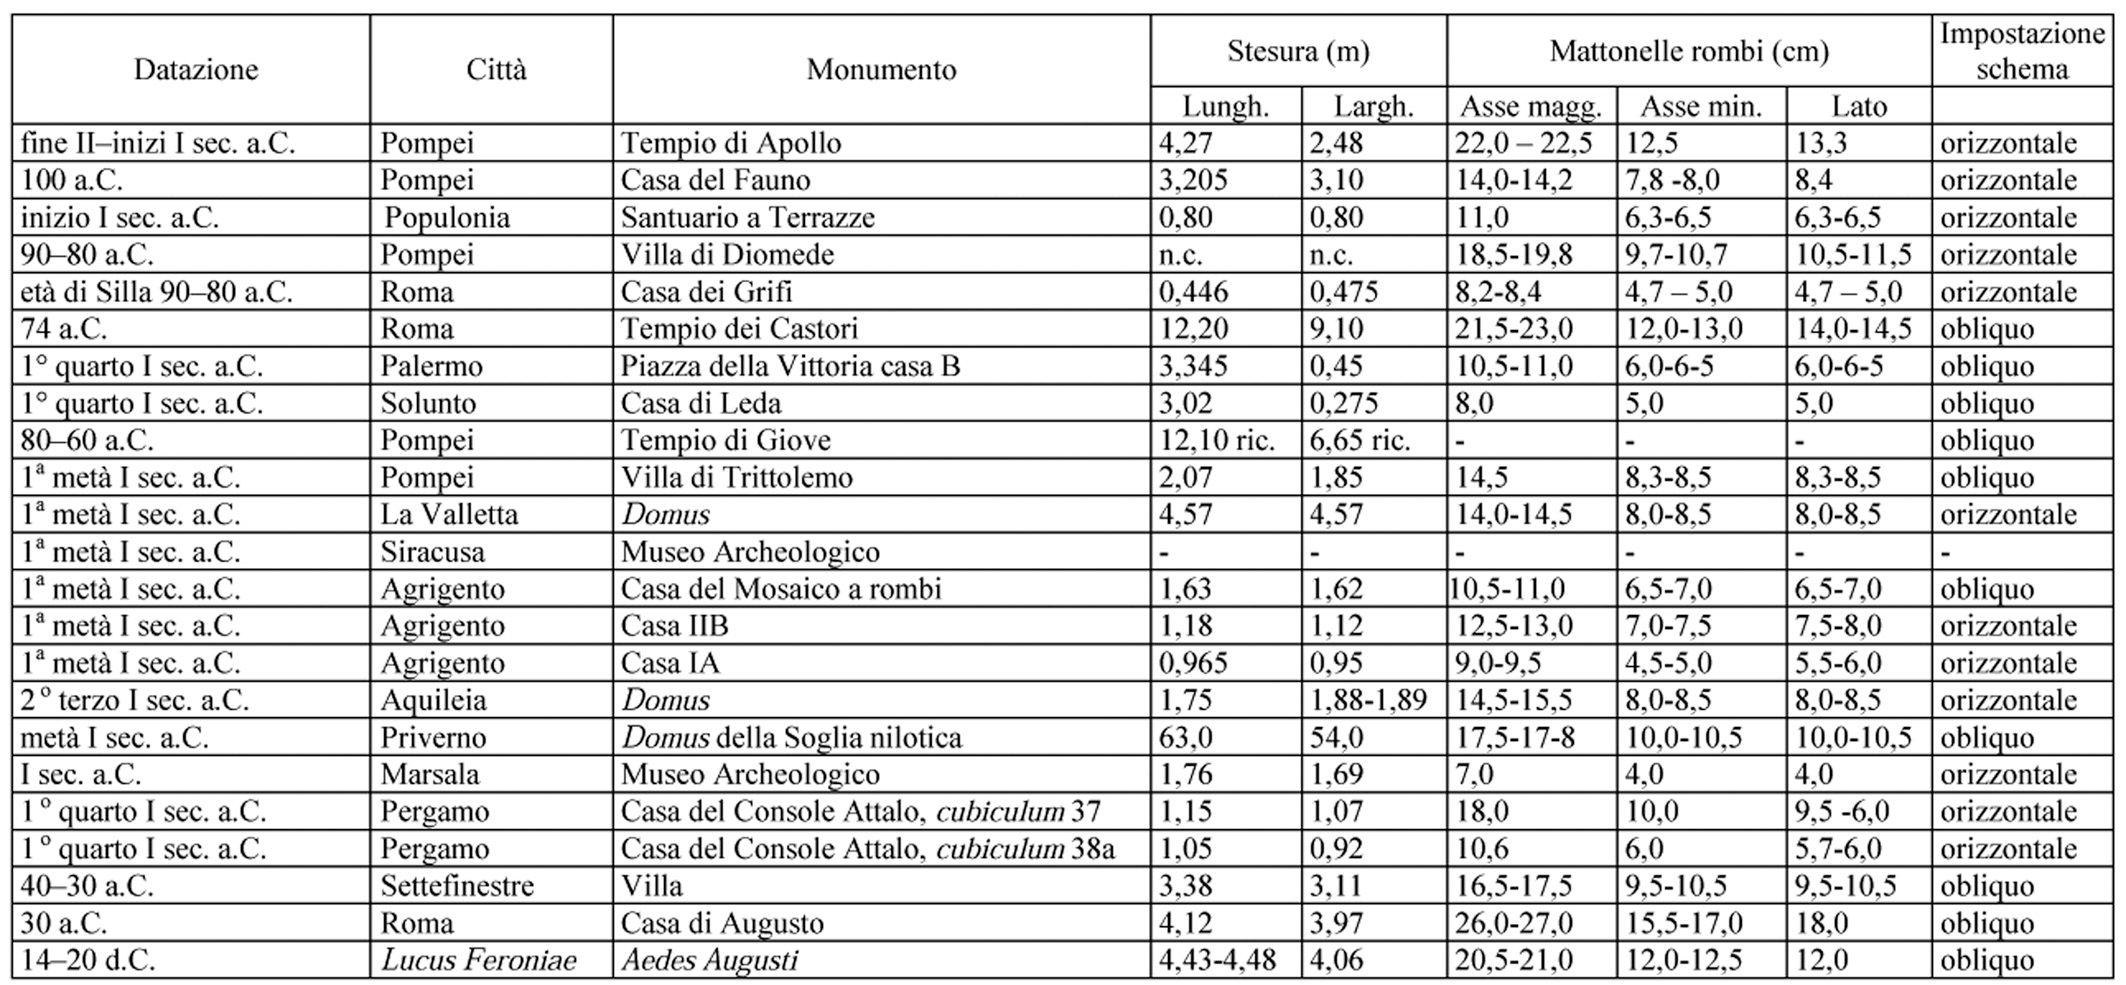 Datazione Città Monumento Stesura (m) Mattonelle rombi (cm) Impostazione schema
Lungh. Largh. Asse magg. Asse min. Lato
fine II–inizi I sec. a.C. Pompei Tempio di Apollo 4,27 2,48 22,0 – 22,5 12,5 13,3 orizzontale
100 a.C. Pompei Casa del Fauno 3,205 3,10 14,0-14,2 7,8 -8,0 8,4 orizzontale
inizio I sec. a.C. Populonia Santuario a Terrazze 0,80 0,80 11,0 6,3-6,5 6,3-6,5 orizzontale
90–80 a.C. Pompei Villa di Diomede n.c. n.c. 18,5-19,8 9,7-10,7 10,5-11,5 orizzontale
età di Silla 90–80 a.C. Roma Casa dei Grifi 0,446 0,475 8,2-8,4 4,7 – 5,0 4,7 – 5,0 orizzontale
74 a.C. Roma Tempio dei Castori 12,20 9,10 21,5-23,0 12,0-13,0 14,0-14,5 obliquo
1° quarto I sec. a.C. Palermo Piazza della Vittoria casa B 3,345 0,45 10,5-11,0 6,0-6-5 6,0-6-5 obliquo
1° quarto I sec. a.C. Solunto Casa di Leda 3,02 0,275 8,0 5,0 5,0 obliquo
80–60 a.C. Pompei Tempio di Giove 12,10 ric. 6,65 ric. - - - obliquo
1ª metà I sec. a.C. Pompei Villa di Trittolemo 2,07 1,85 14,5 8,3-8,5 8,3-8,5 obliquo
1ª metà I sec. a.C. La Valletta Domus 4,57 4,57 14,0-14,5 8,0-8,5 8,0-8,5 orizzontale
1ª metà I sec. a.C. Siracusa Museo Archeologico - - - - - -
1ª metà I sec. a.C. Agrigento Casa del Mosaico a rombi 1,63 1,62 10,5-11,0 6,5-7,0 6,5-7,0 obliquo
1ª metà I sec. a.C. Agrigento Casa IIB 1,18 1,12 12,5-13,0 7,0-7,5 7,5-8,0 orizzontale
1ª metà I sec. a.C. Agrigento Casa IA 0,965 0,95 9,0-9,5 4,5-5,0 5,5-6,0 orizzontale
2º terzo I sec. a.C. Aquileia Domus 1,75 1,88-1,89 14,5-15,5 8,0-8,5 8,0-8,5 orizzontale
metà I sec. a.C. Priverno Domus della Soglia nilotica 63,0 54,0 17,5-17-8 10,0-10,5 10,0-10,5 obliquo
I sec. a.C. Marsala Museo Archeologico 1,76 1,69 7,0 4,0 4,0 orizzontale
1º quarto I sec. a.C. Pergamo Casa del Console Attalo, cubiculum 37 1,15 1,07 18,0 10,0 9,5 -6,0 orizzontale
1º quarto I sec. a.C. Pergamo Casa del Console Attalo, cubiculum 38a 1,05 0,92 10,6 6,0 5,7-6,0 orizzontale
40–30 a.C. Settefinestre Villa 3,38 3,11 16,5-17,5 9,5-10,5 9,5-10,5 obliquo
30 a.C. Roma Casa di Augusto 4,12 3,97 26,0-27,0 15,5-17,0 18,0 obliquo
14–20 d.C. Lucus Feroniae Aedes Augusti 4,43-4,48 4,06 20,5-21,0 12,0-12,5 12,0 obliquo